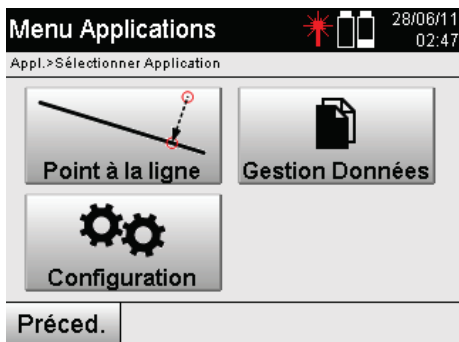 Menu Applications
28/06/11
02:47
Appl.>Sélectionner Application
Point à la ligne
Gestion Données
Configuration
Préced.